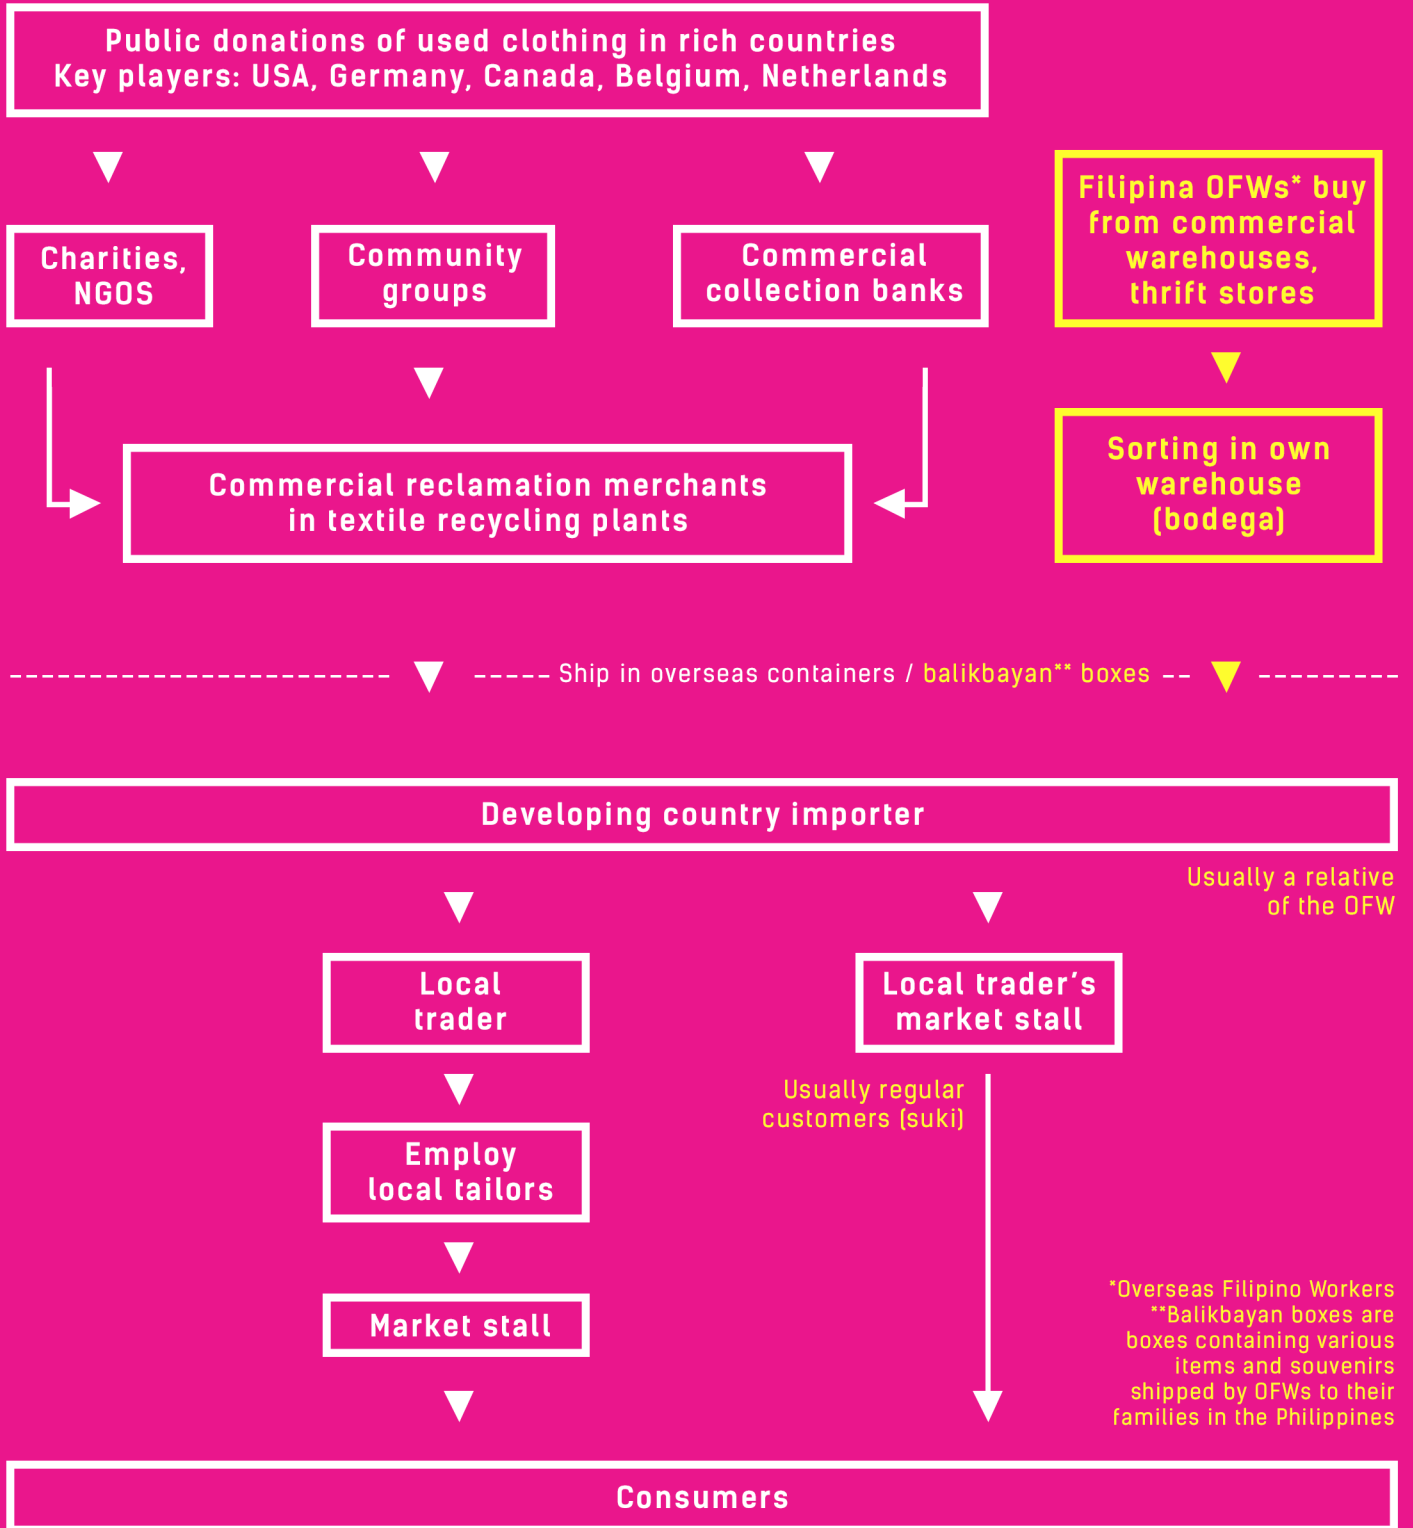 Public donations of used clothing in rich countries
Key players: USA, Germany, Canada, Belgium, Netherlands
Charities,
NGOS
Community
groups
Commercial
collection banks
Filipina OFWs* buy
from commercial
warehouses,
thrift stores
Commercial reclamation merchants
in textile recycling plants
Sorting in own
warehouse
(bodega)
Ship in overseas containers / balikbayan** boxes
Developing country importer
Usually a relative
of the OFW
Local
trader
Local trader's
market stall
Usually regular
customers (suki)
Employ
local tailors
Market stall
*Overseas Filipino Workers
**Balikbayan boxes are
boxes containing various
items and souvenirs
shipped by OFWs to their
families in the Philippines
Consumers